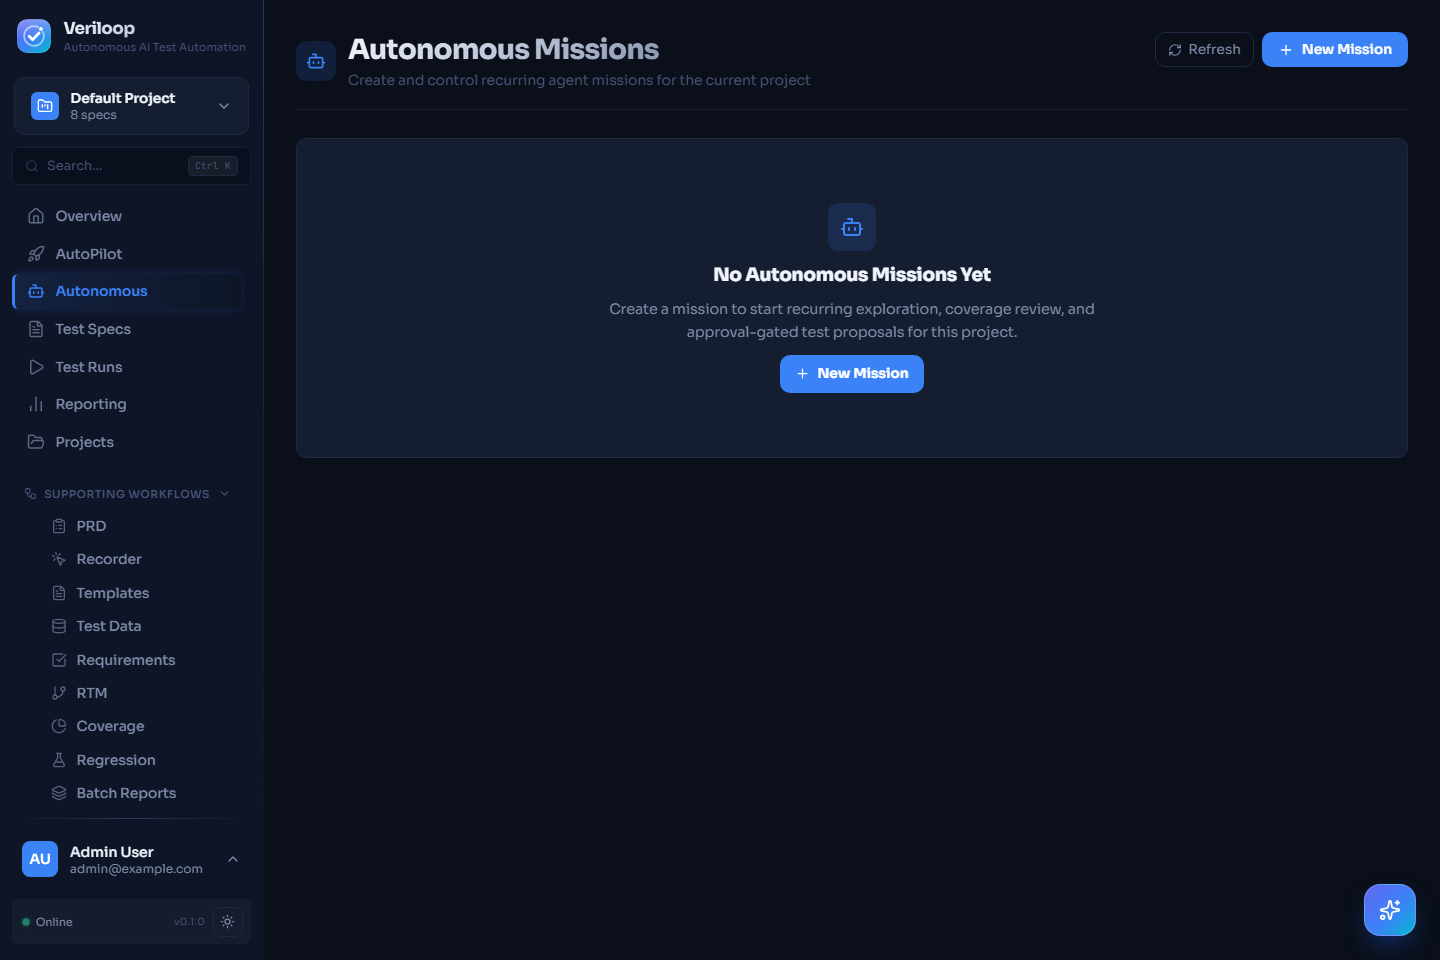 Veriloop
Autonomous AI Test Automation
Default Project
8 specs
Search...
Ctrl K
Overview
AutoPilot
Autonomous
Test Specs
Test Runs
Reporting
Projects
SUPPORTING WORKFLOWS
PRD
Recorder
Templates
Test Data
Requirements
RTM
Coverage
Regression
Batch Reports
AU
Admin User
admin@example.com
Online
v0.1.0
Autonomous Missions
Create and control recurring agent missions for the current project
Refresh
New Mission
No Autonomous Missions Yet
Create a mission to start recurring exploration, coverage review, and
approval-gated test proposals for this project.
New Mission